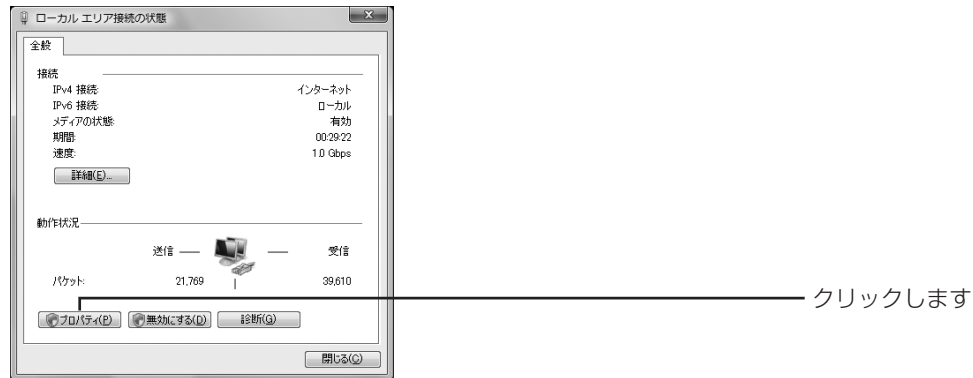 ローカル エリア接続の状態
全般
接続
IPv4 接続: インターネット
IPv6 接続: ローカル
メディアの状態: 有効
期間: 00:29:22
速度: 1.0 Gbps
詳細(E)...
動作状況
送信 受信
パケット: 21,769 39,610
クリックします
プロパティ(P) 無効にする(D) 診断(G)
閉じる(C)